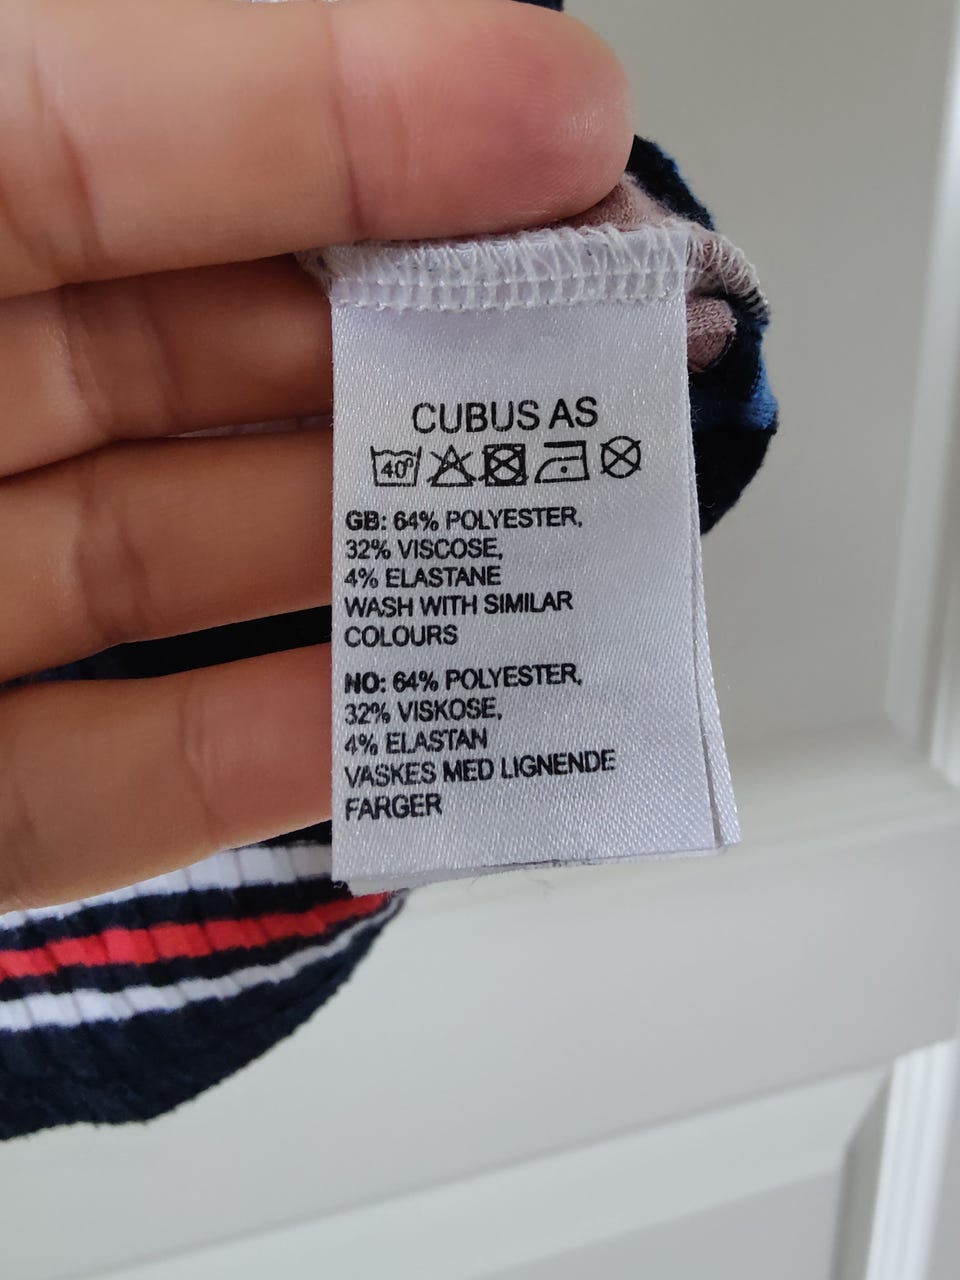 CUBUS AS
40°
GB: 64% POLYESTER,
32% VISCOSE,
4% ELASTANE
WASH WITH SIMILAR
COLOURS
NO: 64% POLYESTER,
32% VISKOSE,
4% ELASTAN
VASKES MED LIGNENDE
FARGER